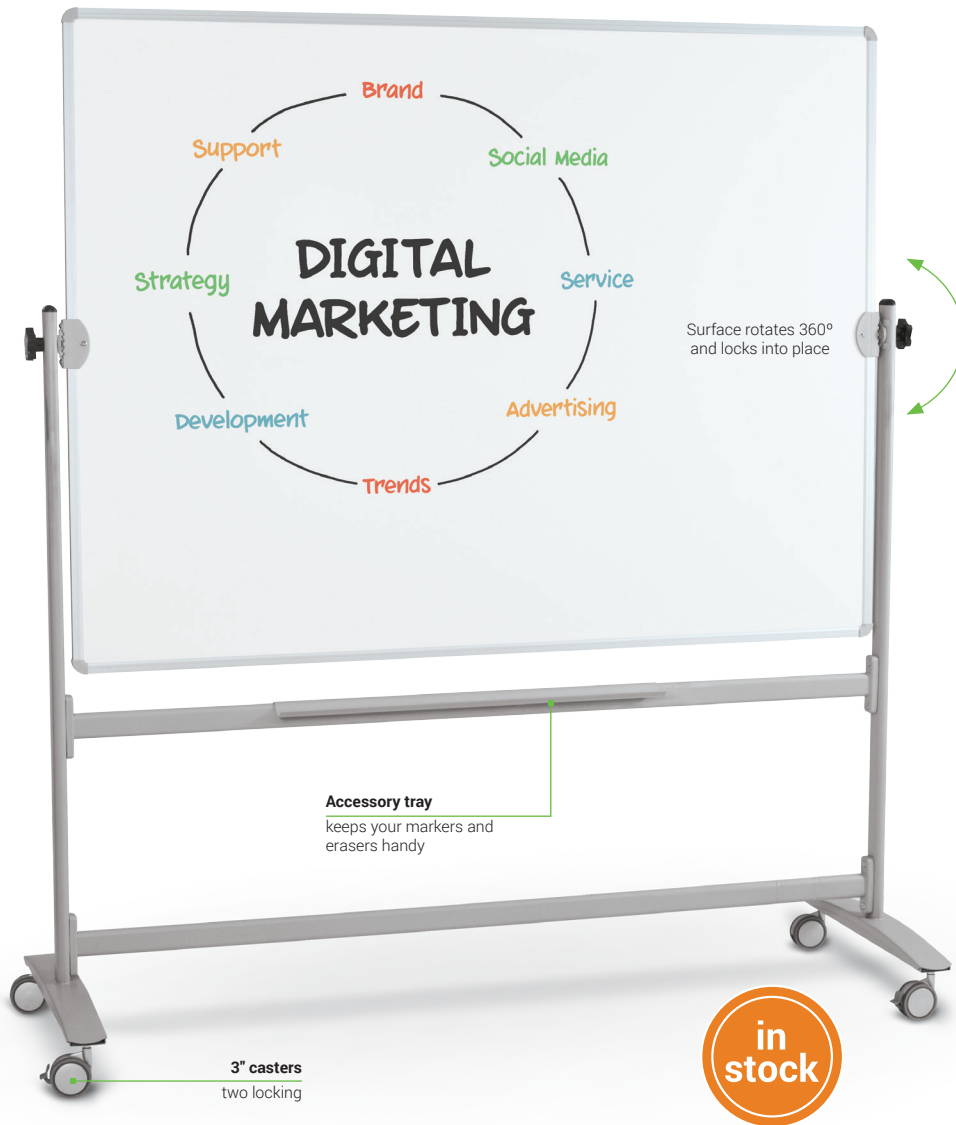 Brand
Support
Social Media
DIGITAL
MARKETING
Strategy
Service
Surface rotates 360º
and locks into place
Development
Advertising
Trends
Accessory tray
keeps your markers and
erasers handy
in
stock
3" casters
two locking